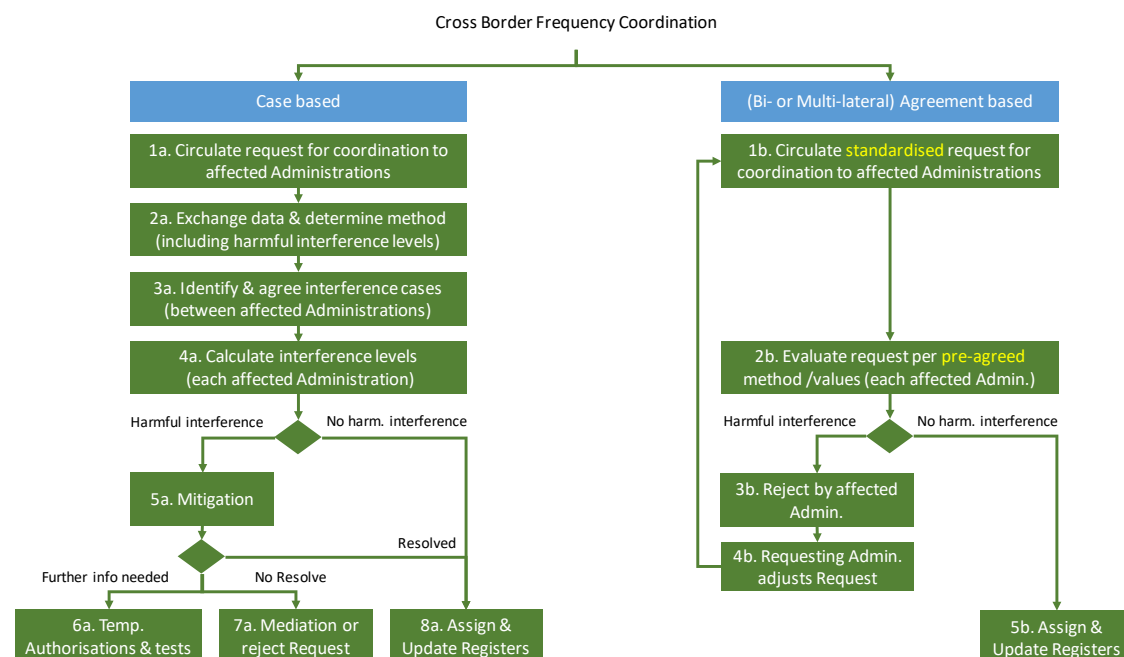 Cross Border Frequency Coordination
Case based
1a. Circulate request for coordination to
affected Administrations
2a. Exchange data & determine method
(including harmful interference levels)
3a. Identify & agree interference cases
(between affected Administrations)
4a. Calculate interference levels
(each affected Administration)
Harmful interference
No harm. interference
5a. Mitigation
Resolved
Further info needed
No Resolve
6a. Temp.
Authorisations & tests
7a. Mediation or
reject Request
8a. Assign &
Update Registers
(Bi- or Multi-lateral) Agreement based
1b. Circulate standardised request for
coordination to affected Administrations
2b. Evaluate request per pre-agreed
method /values (each affected Admin.)
Harmful interference
No harm. interference
3b. Reject by affected
Admin.
4b. Requesting Admin.
adjusts Request
5b. Assign &
Update Registers